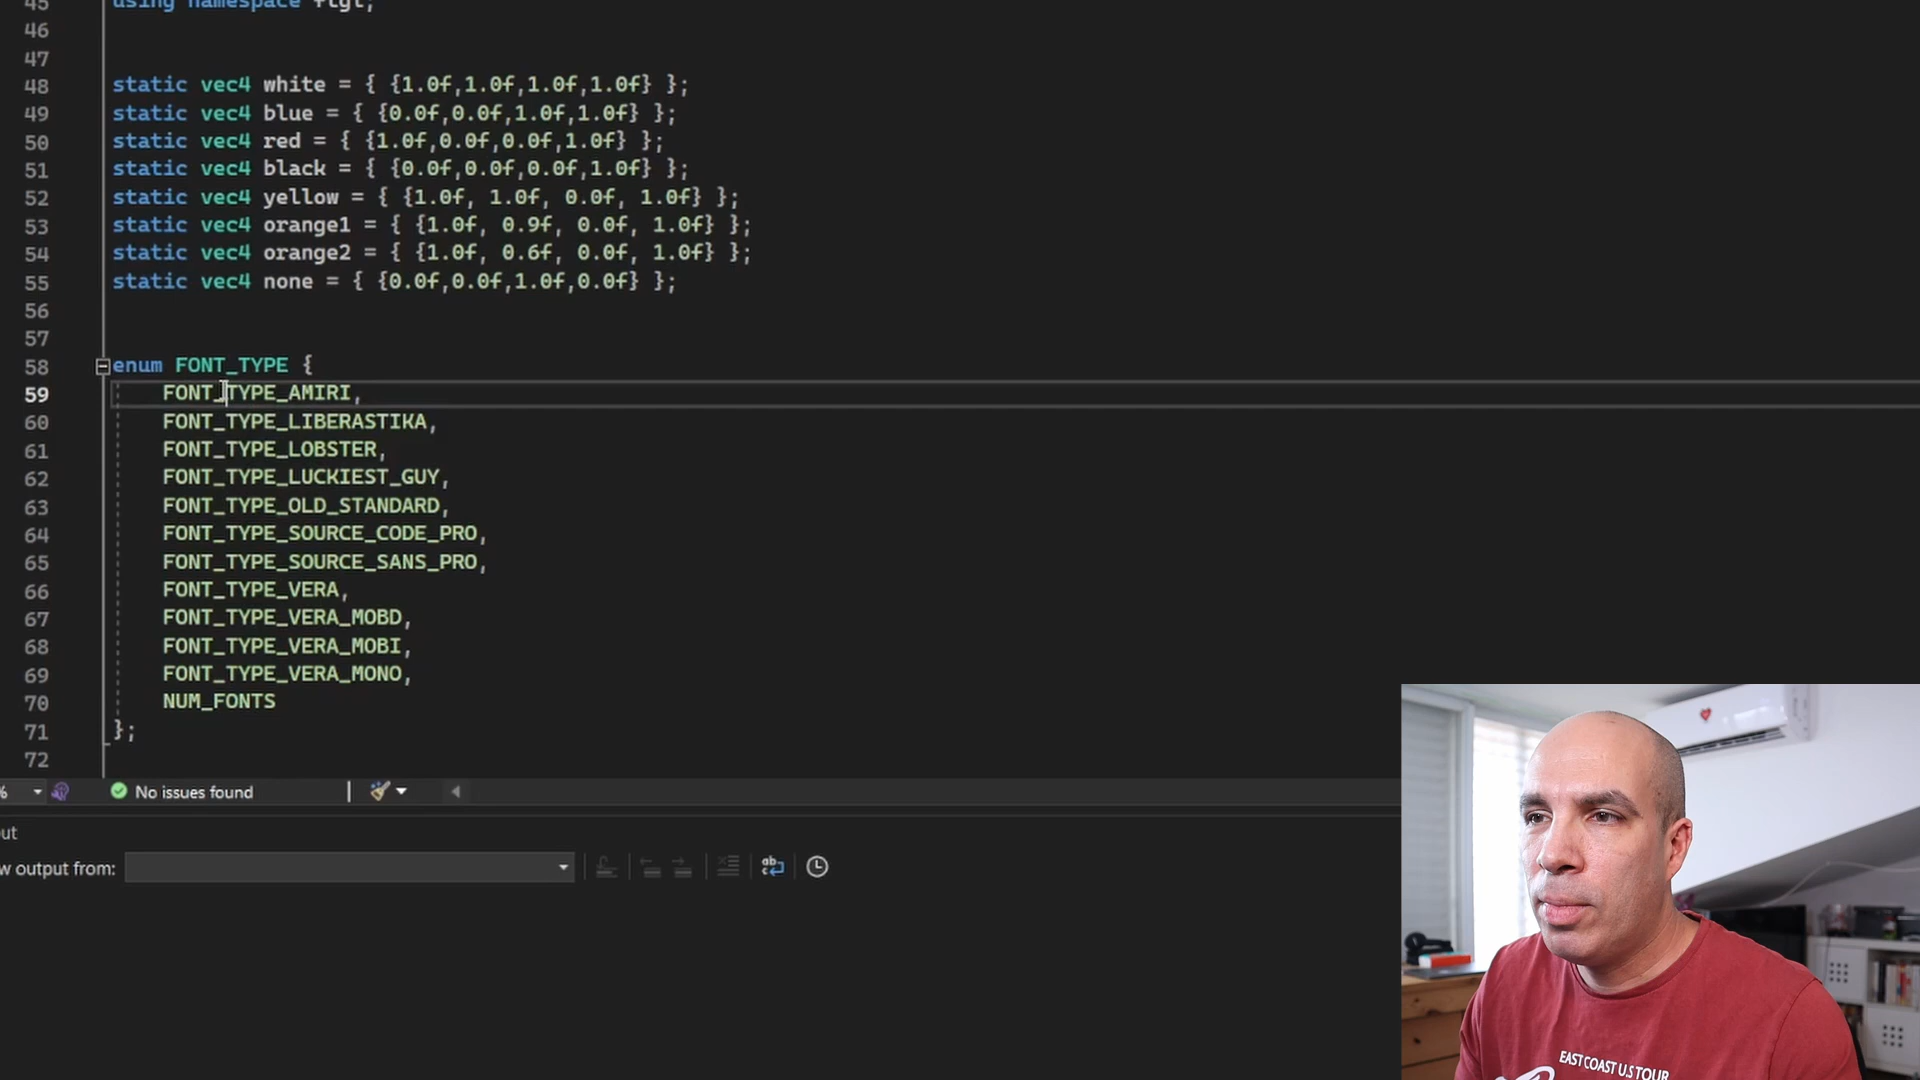 45 using namespace ftgl;
46
47
48 static vec4 white = { {1.0f,1.0f,1.0f,1.0f} };
49 static vec4 blue = { {0.0f,0.0f,1.0f,1.0f} };
50 static vec4 red = { {1.0f,0.0f,0.0f,1.0f} };
51 static vec4 black = { {0.0f,0.0f,0.0f,1.0f} };
52 static vec4 yellow = { {1.0f, 1.0f, 0.0f, 1.0f} };
53 static vec4 orange1 = { {1.0f, 0.9f, 0.0f, 1.0f} };
54 static vec4 orange2 = { {1.0f, 0.6f, 0.0f, 1.0f} };
55 static vec4 none = { {0.0f,0.0f,1.0f,0.0f} };
56
57
58 enum FONT_TYPE {
59 FONT_TYPE_AMIRI,
60 FONT_TYPE_LIBERASTIKA,
61 FONT_TYPE_LOBSTER,
62 FONT_TYPE_LUCKIEST_GUY,
63 FONT_TYPE_OLD_STANDARD,
64 FONT_TYPE_SOURCE_CODE_PRO,
65 FONT_TYPE_SOURCE_SANS_PRO,
66 FONT_TYPE_VERA,
67 FONT_TYPE_VERA_MOBD,
68 FONT_TYPE_VERA_MOBI,
69 FONT_TYPE_VERA_MONO,
70 NUM_FONTS
71 };
72
% No issues found
ut
w output from:
EAST COAST U.S TOUR